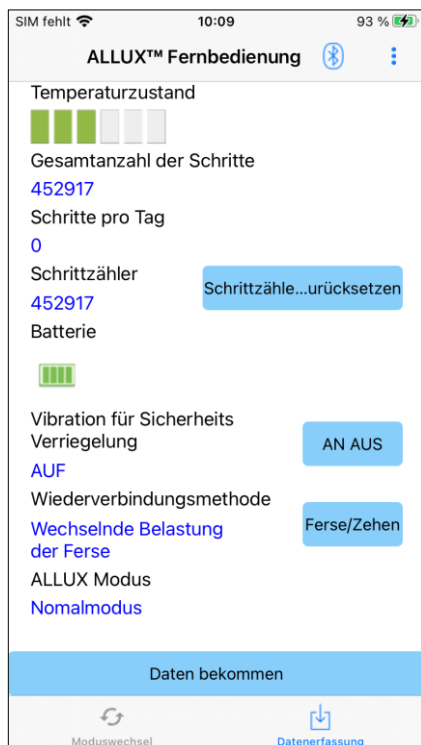 SIM fehlt 10:09 93 %
ALLUX™ Fernbedienung
Temperaturzustand
Gesamtanzahl der Schritte
452917
Schritte pro Tag
0
Schrittzähler
452917
Schrittzähle...urücksetzen
Batterie
Vibration für Sicherheits
Verriegelung
AN AUS
AUF
Wiederverbindungsmethode
Wechselnde Belastung
der Ferse
Ferse/Zehen
ALLUX Modus
Nomalmodus
Daten bekommen
Moduswechsel
Datenerfassung